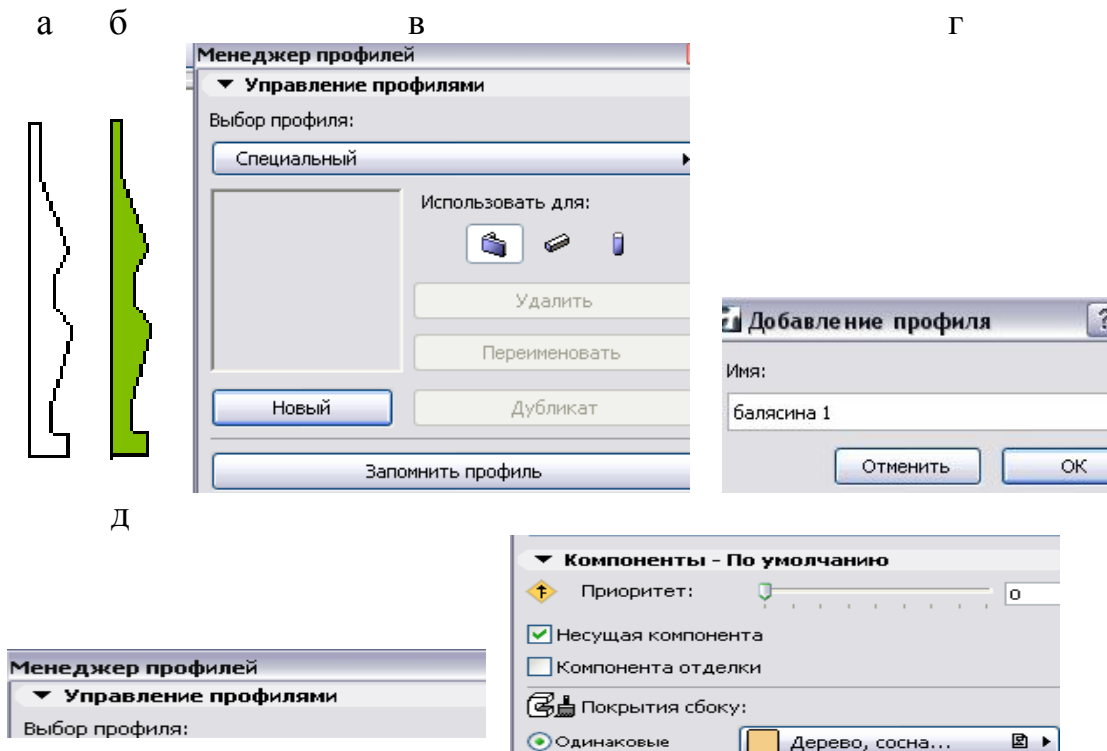 а б в г
Менеджер профилей
Управление профилями
Выбор профиля:
Специальный
Использовать для:
Удалить
Переименовать
Новый Дубликат
Запомнить профиль
Добавление профиля ?
Имя:
балясина 1
Отменить ОК
д
Менеджер профилей
Управление профилями
Выбор профиля:
Компоненты - По умолчанию
Приоритет: 0
Несущая компонента
Компонента отделки
Покрытия сбоку:
Одинаковые Дерево, сосна...